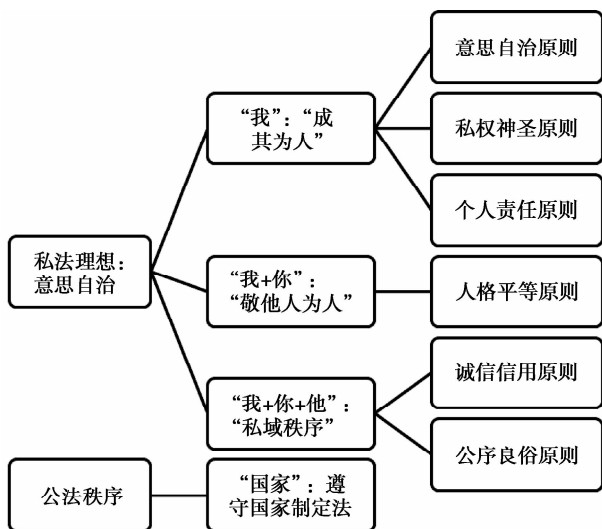 私法理想：
意思自治
“我”：“成
其为人”
意思自治原则
私权神圣原则
个人责任原则
“我+你”：
“敬他人为人”
人格平等原则
“我+你+他”：
“私域秩序”
诚信信用原则
公序良俗原则
公法秩序
“国家”：遵
守国家制定法